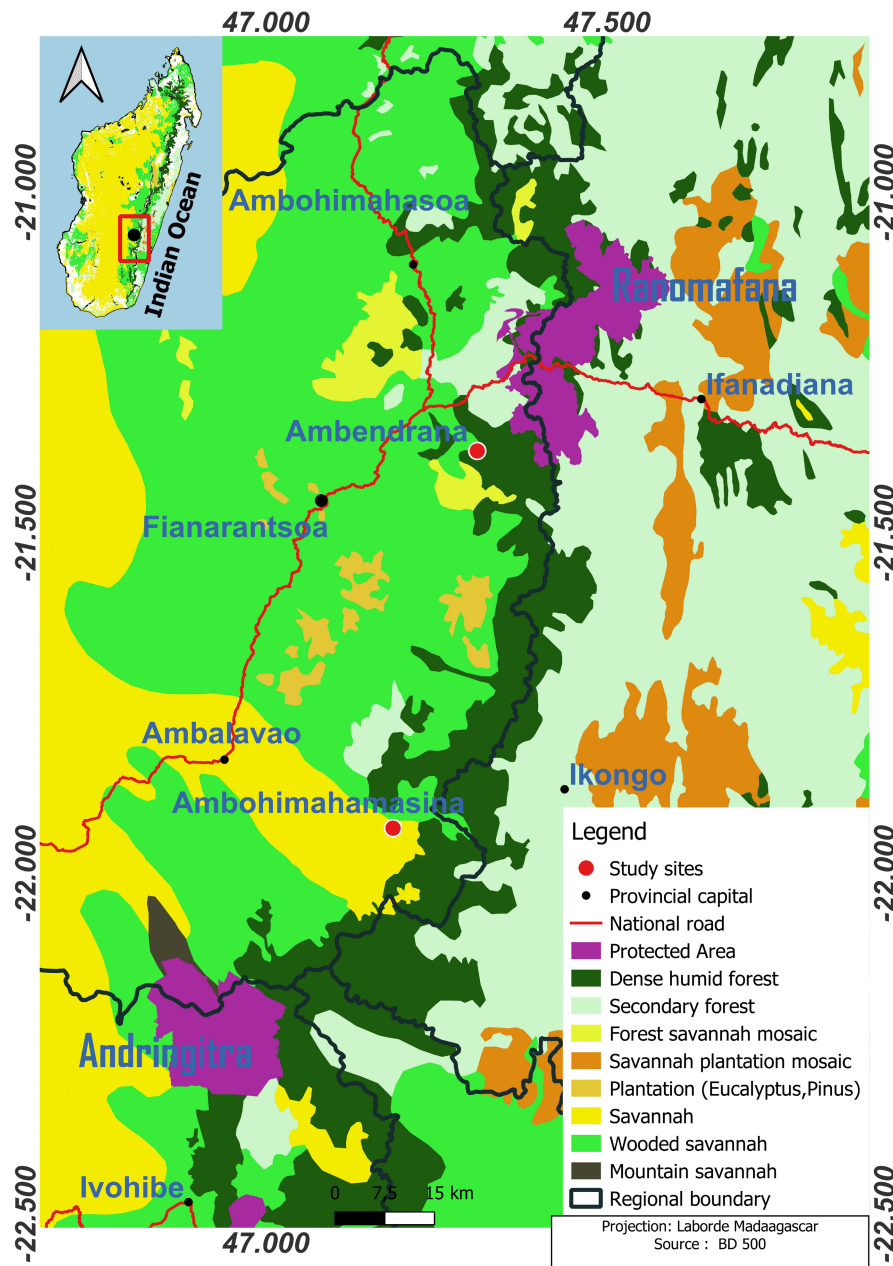 47.000
47.500
-21.000
-21.000
Indian Ocean
Ambohimahasoa
Ranomafana
Ifanadiana
Ambendrana
Fianarantsoa
-21.500
-21.500
Ambalavao
Ikongo
Ambohimahamasina
-22.000
-22.000
Legend
Study sites
Provincial capital
National road
Protected Area
Dense humid forest
Secondary forest
Forest savannah mosaic
Savannah plantation mosaic
Plantation (Eucalyptus,Pinus)
Savannah
Wooded savannah
Mountain savannah
Regional boundary
Andringitra
Ivohibe
0 7.5 15 km
-22.500
-22.500
Projection: Laborde Madaagascar
Source : BD 500
47.000